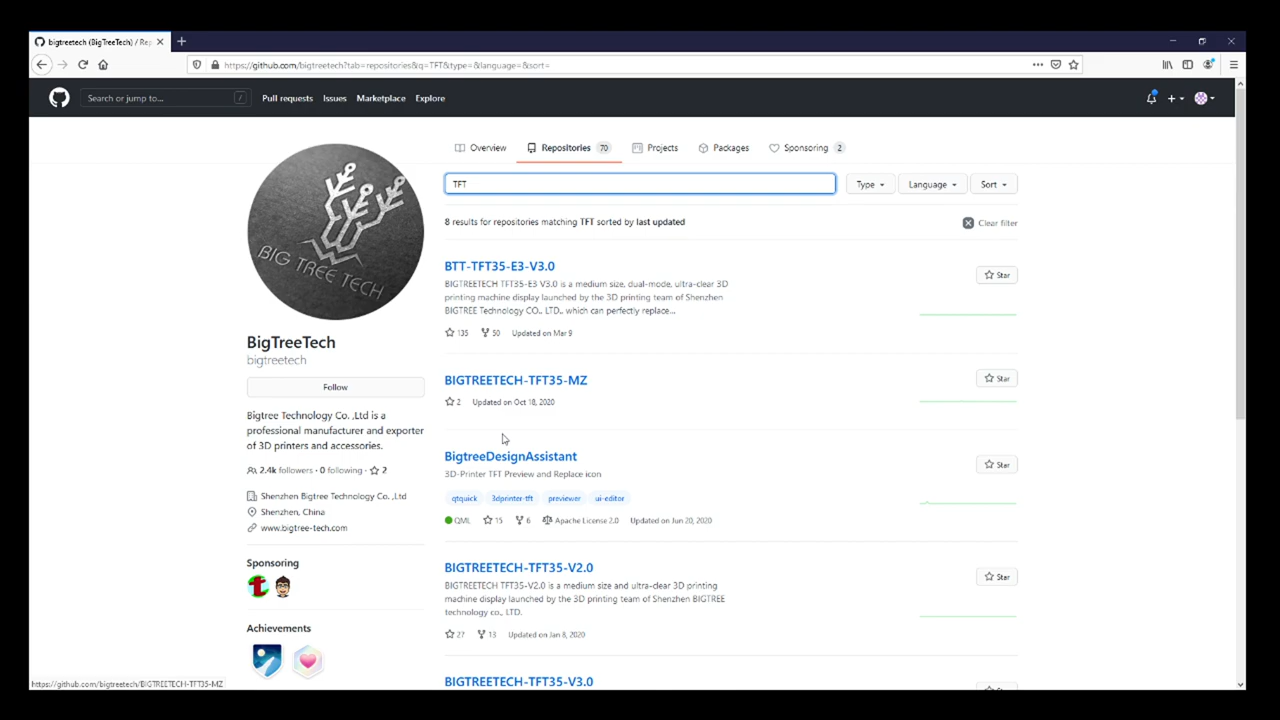 bigtreetech (BigTreeTech) / Rep
https://github.com/bigtreetech?tab=repositories&q=TFT&type=&language=&sort=
Search or jump to...
/
Pull requests
Issues
Marketplace
Explore
Overview
Repositories 70
Projects
Packages
Sponsoring 2
TFT
Type
Language
Sort
8 results for repositories matching TFT sorted by last updated
Clear filter
BIG TREE TECH
BigTreeTech
bigtreetech
Follow
Bigtree Technology Co. ,Ltd is a
professional manufacturer and exporter
of 3D printers and accessories.
2.4k followers · 0 following · 2
Shenzhen Bigtree Technology Co. ,Ltd
Shenzhen, China
www.bigtree-tech.com
Sponsoring
Achievements
BTT-TFT35-E3-V3.0
Star
BIGTREETECH TFT35-E3 V3.0 is a medium size, dual-mode, ultra-clear 3D
printing machine display launched by the 3D printing team of Shenzhen
BIGTREE Technology CO., LTD., which can perfectly replace...
135 50 Updated on Mar 9
BIGTREETECH-TFT35-MZ
Star
2 Updated on Oct 18, 2020
BigtreeDesignAssistant
Star
3D-Printer TFT Preview and Replace icon
qtquick 3dprinter-tft previewer ui-editor
QML 15 6 Apache License 2.0 Updated on Jun 20, 2020
BIGTREETECH-TFT35-V2.0
Star
BIGTREETECH TFT35-V2.0 is a medium size and ultra-clear 3D printing
machine display launched by the 3D printing team of Shenzhen BIGTREE
technology co., LTD.
27 13 Updated on Jan 8, 2020
BIGTREETECH-TFT35-V3.0
https://github.com/bigtreetech/BIGTREETECH-TFT35-MZ